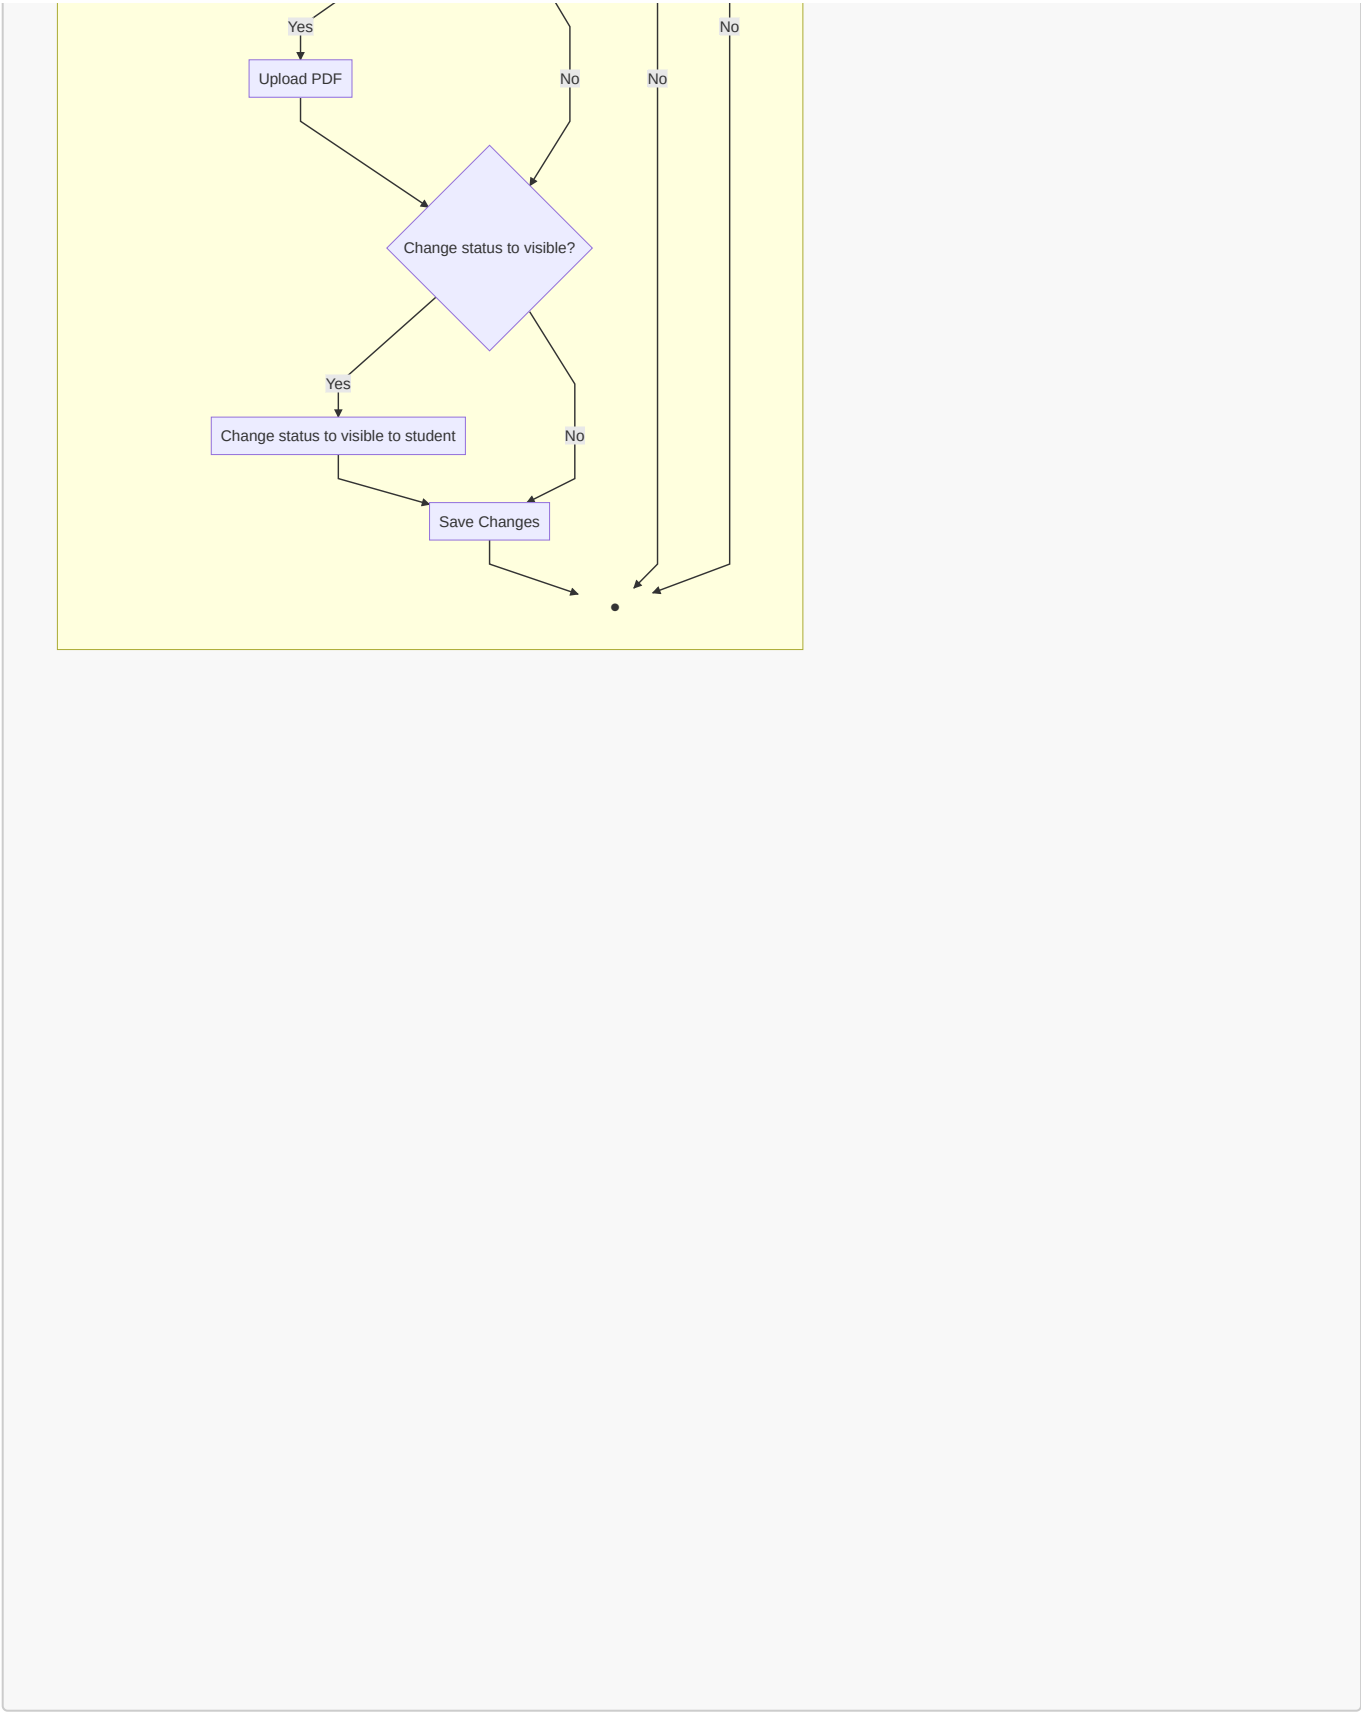 Yes
No
Upload PDF
No
No
Change status to visible?
Yes
Change status to visible to student
No
Save Changes